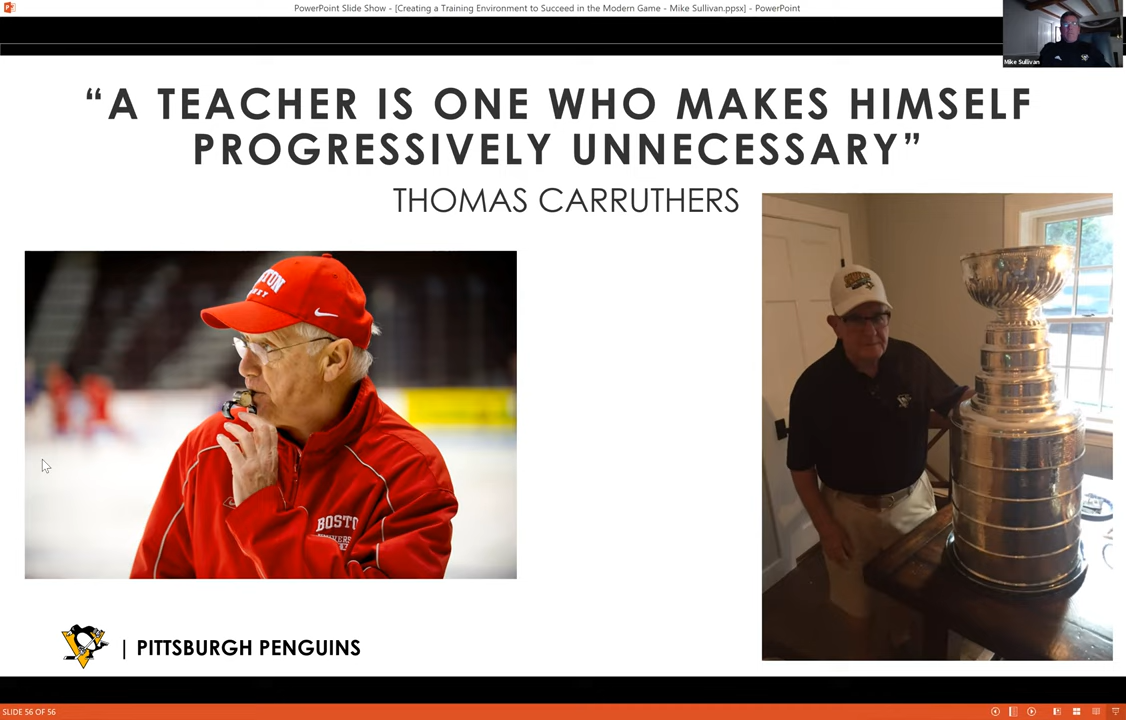 PowerPoint Slide Show - [Creating a Training Environment to Succeed in the Modern Game - Mike Sullivan.ppsx] - PowerPoint
Mike Sullivan
“A TEACHER IS ONE WHO MAKES HIMSELF
PROGRESSIVELY UNNECESSARY”
THOMAS CARRUTHERS
| PITTSBURGH PENGUINS
SLIDE 56 OF 56